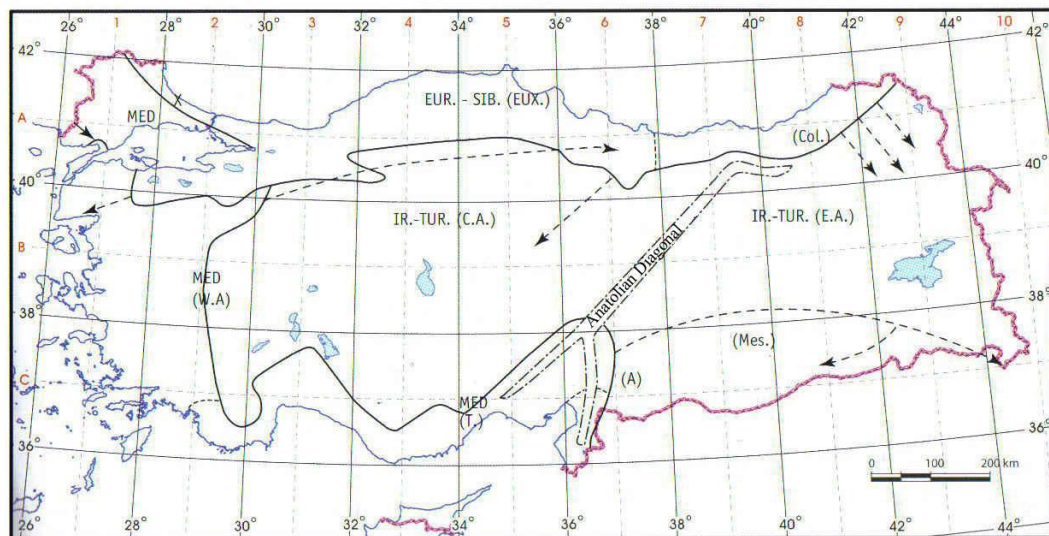 1 2 3 4 5 6 7 8 9 10
26° 28° 30° 32° 34° 36° 38° 40° 42°
42° 42°
EUR. - SIB. (EUX.)
X
MED
A
(Col.)
40° 40°
IR.-TUR. (C.A.) IR.-TUR. (E.A.)
Anatolian Diagonal
B
MED
(W.A)
38° 38°
(Mes.)
C
(A)
MED
(T.)
36° 36°
0 100 200 km
26° 28° 30° 32° 34° 36° 38° 40° 42° 44°